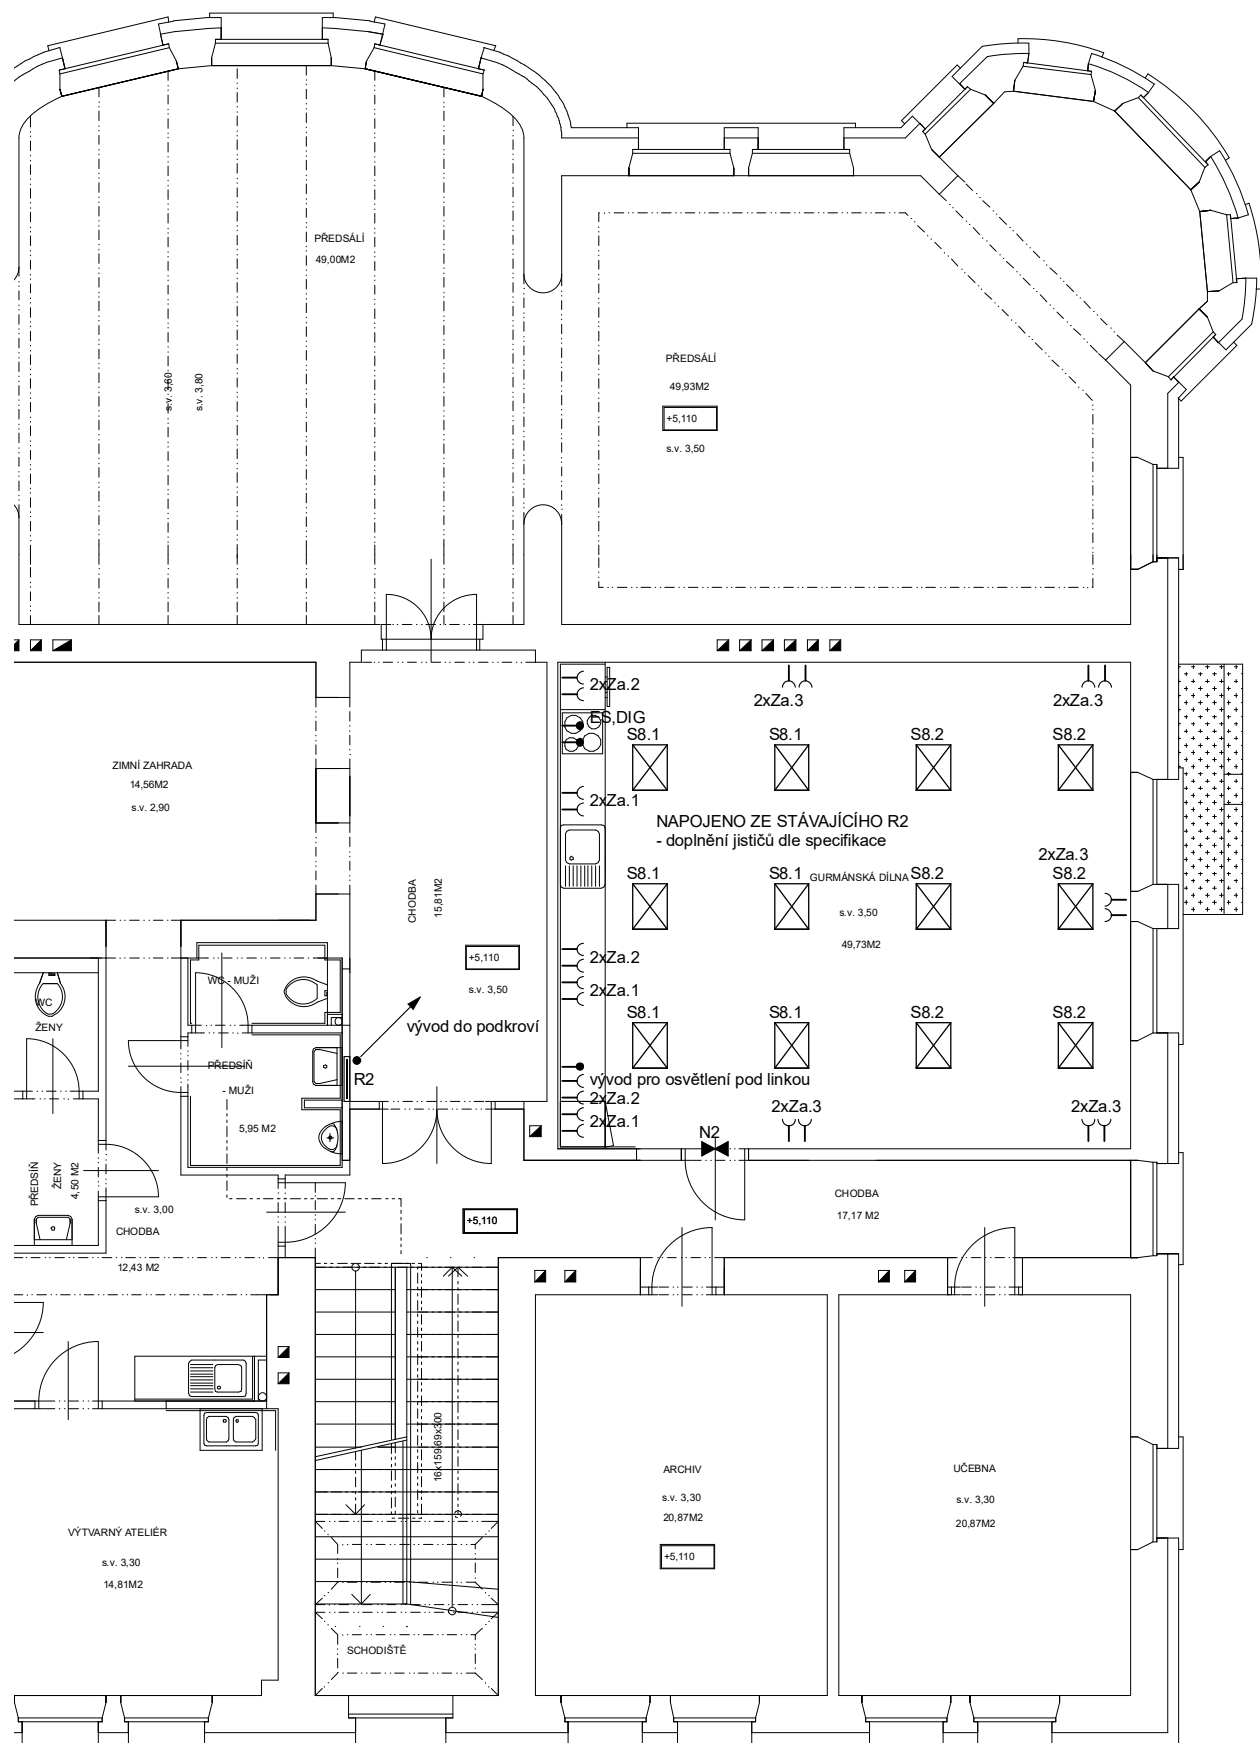 PŘEDSÁLÍ
49,00M2
s.v. 3,60
s.v. 3,80
PŘEDSÁLÍ
49,93M2
+5,110
s.v. 3,50
2xZa.2
2xZa.3
2xZa.3
ES,DIG
S8.1
S8.1
S8.2
S8.2
ZIMNÍ ZAHRADA
14,56M2
s.v. 2,90
2xZa.1
NAPOJENO ZE STÁVAJÍCÍHO R2
- doplnění jističů dle specifikace
2xZa.3
S8.1
S8.1
GURMÁNSKÁ DÍLNA
S8.2
S8.2
s.v. 3,50
49,73M2
CHODBA
15,81M2
+5,110
s.v. 3,50
2xZa.2
2xZa.1
WC - MUŽI
WC
ŽENY
vývod do podkroví
S8.1
S8.1
S8.2
S8.2
PŘEDSÍŇ
- MUŽI
5,95 M2
R2
vývod pro osvětlení pod linkou
2xZa.2
2xZa.1
2xZa.3
2xZa.3
N2
PŘEDSÍŇ
ŽENY
4,50 M2
s.v. 3,00
CHODBA
12,43 M2
+5,110
CHODBA
17,17 M2
16x159,69x300
ARCHIV
s.v. 3,30
20,87M2
+5,110
UČEBNA
s.v. 3,30
20,87M2
VÝTVARNÝ ATELIÉR
s.v. 3,30
14,81M2
SCHODIŠTĚ